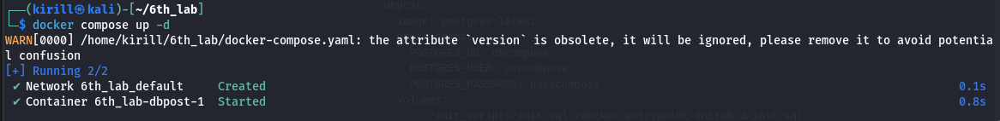 ┌──(kirill㉿kali)-[~/6th_lab]
└─$ docker compose up -d
WARN[0000] /home/kirill/6th_lab/docker-compose.yaml: the attribute `version` is obsolete, it will be ignored, please remove it to avoid potentia
l confusion
[+] Running 2/2
✔ Network 6th_lab_default Created 0.1s
✔ Container 6th_lab-dbpost-1 Started 0.8s
dbpost:
image: postgres:latest
POSTGRES_DB: dbcompose
POSTGRES_USER: usrcompose
POSTGRES_PASSWORD: passcompose
volumes:
- ./init_scripts/init.sql:/docker-entrypoint-initdb.d/init.sql